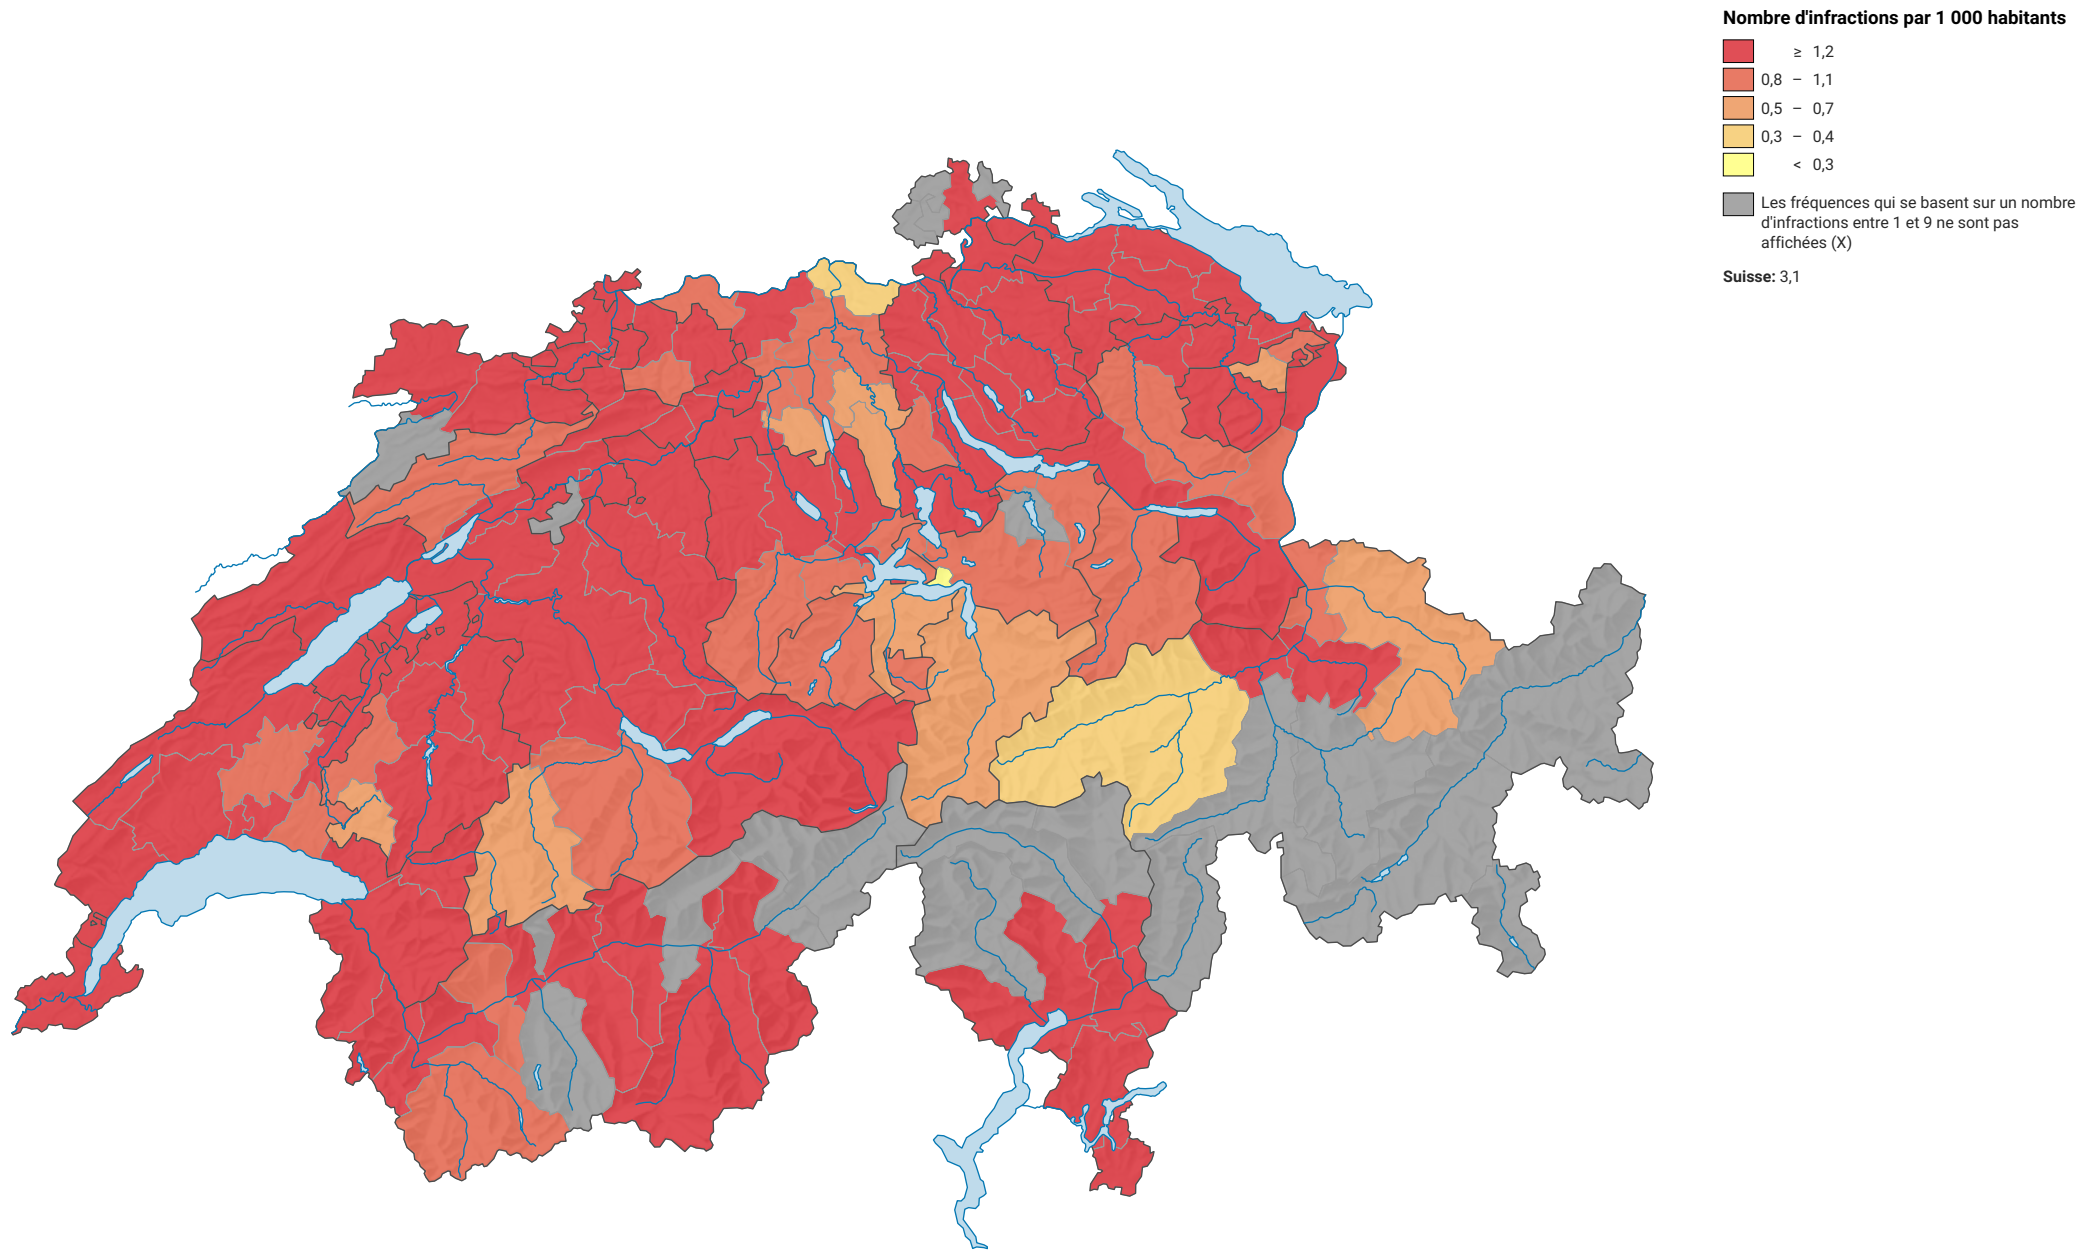 Nombre d'infractions par 1 000 habitants
≥ 1,2
0,8 – 1,1
0,5 – 0,7
0,3 – 0,4
< 0,3
Les fréquences qui se basent sur un nombre
d'infractions entre 1 et 9 ne sont pas
affichées (X)
Suisse: 3,1